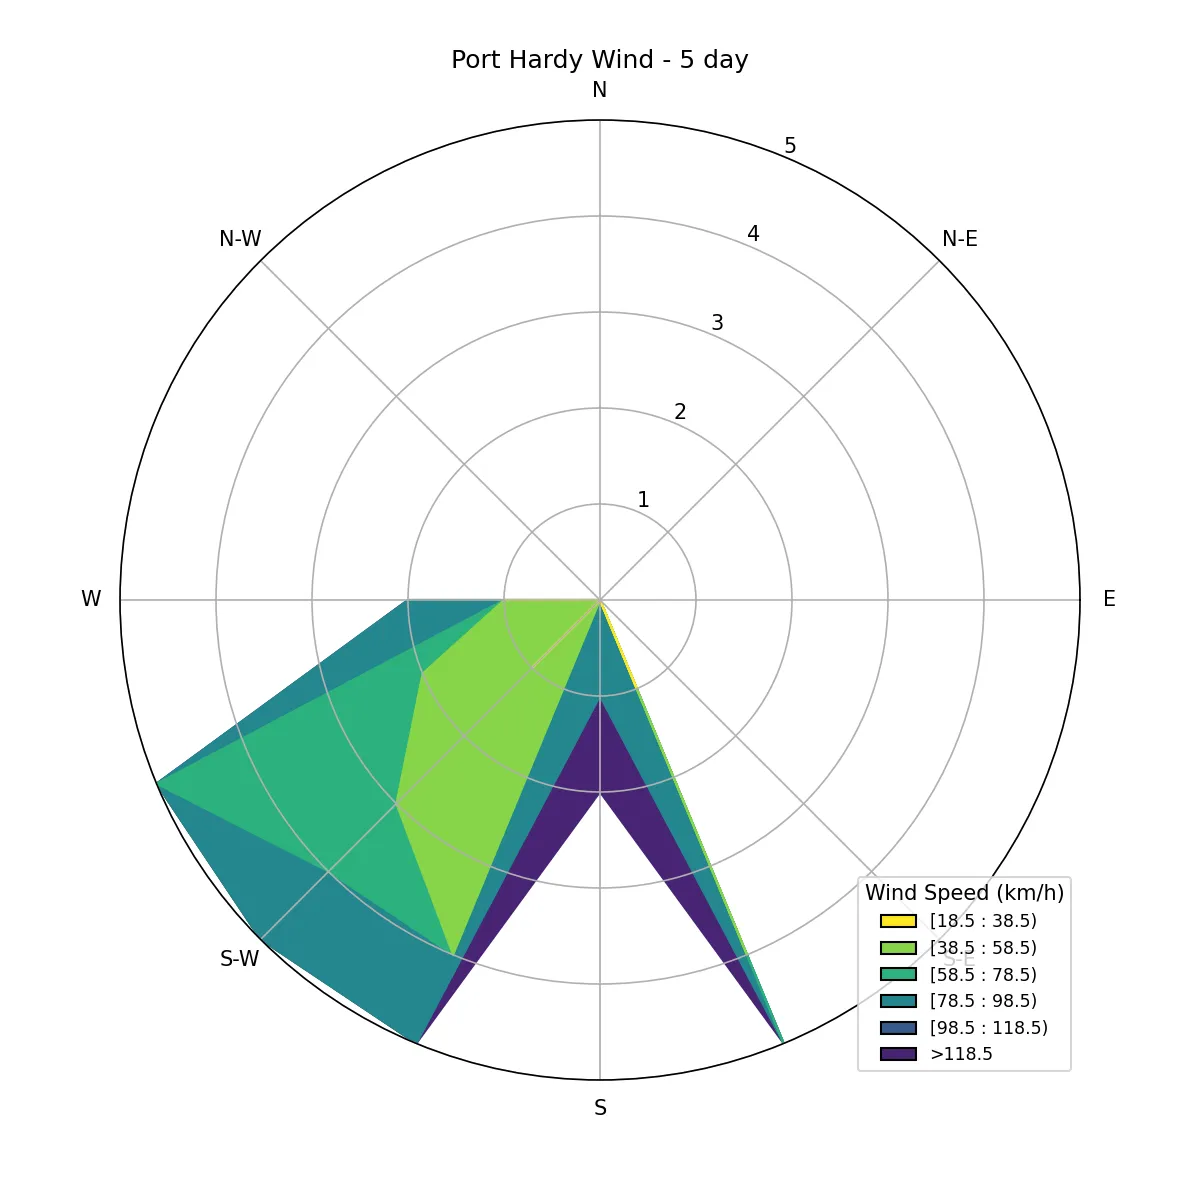 Port Hardy Wind - 5 day
N
5
N-W
4
N-E
3
2
1
W
E
Wind Speed (km/h)
[18.5 : 38.5)
[38.5 : 58.5)
S-W
S-E
[58.5 : 78.5)
[78.5 : 98.5)
[98.5 : 118.5)
>118.5
S